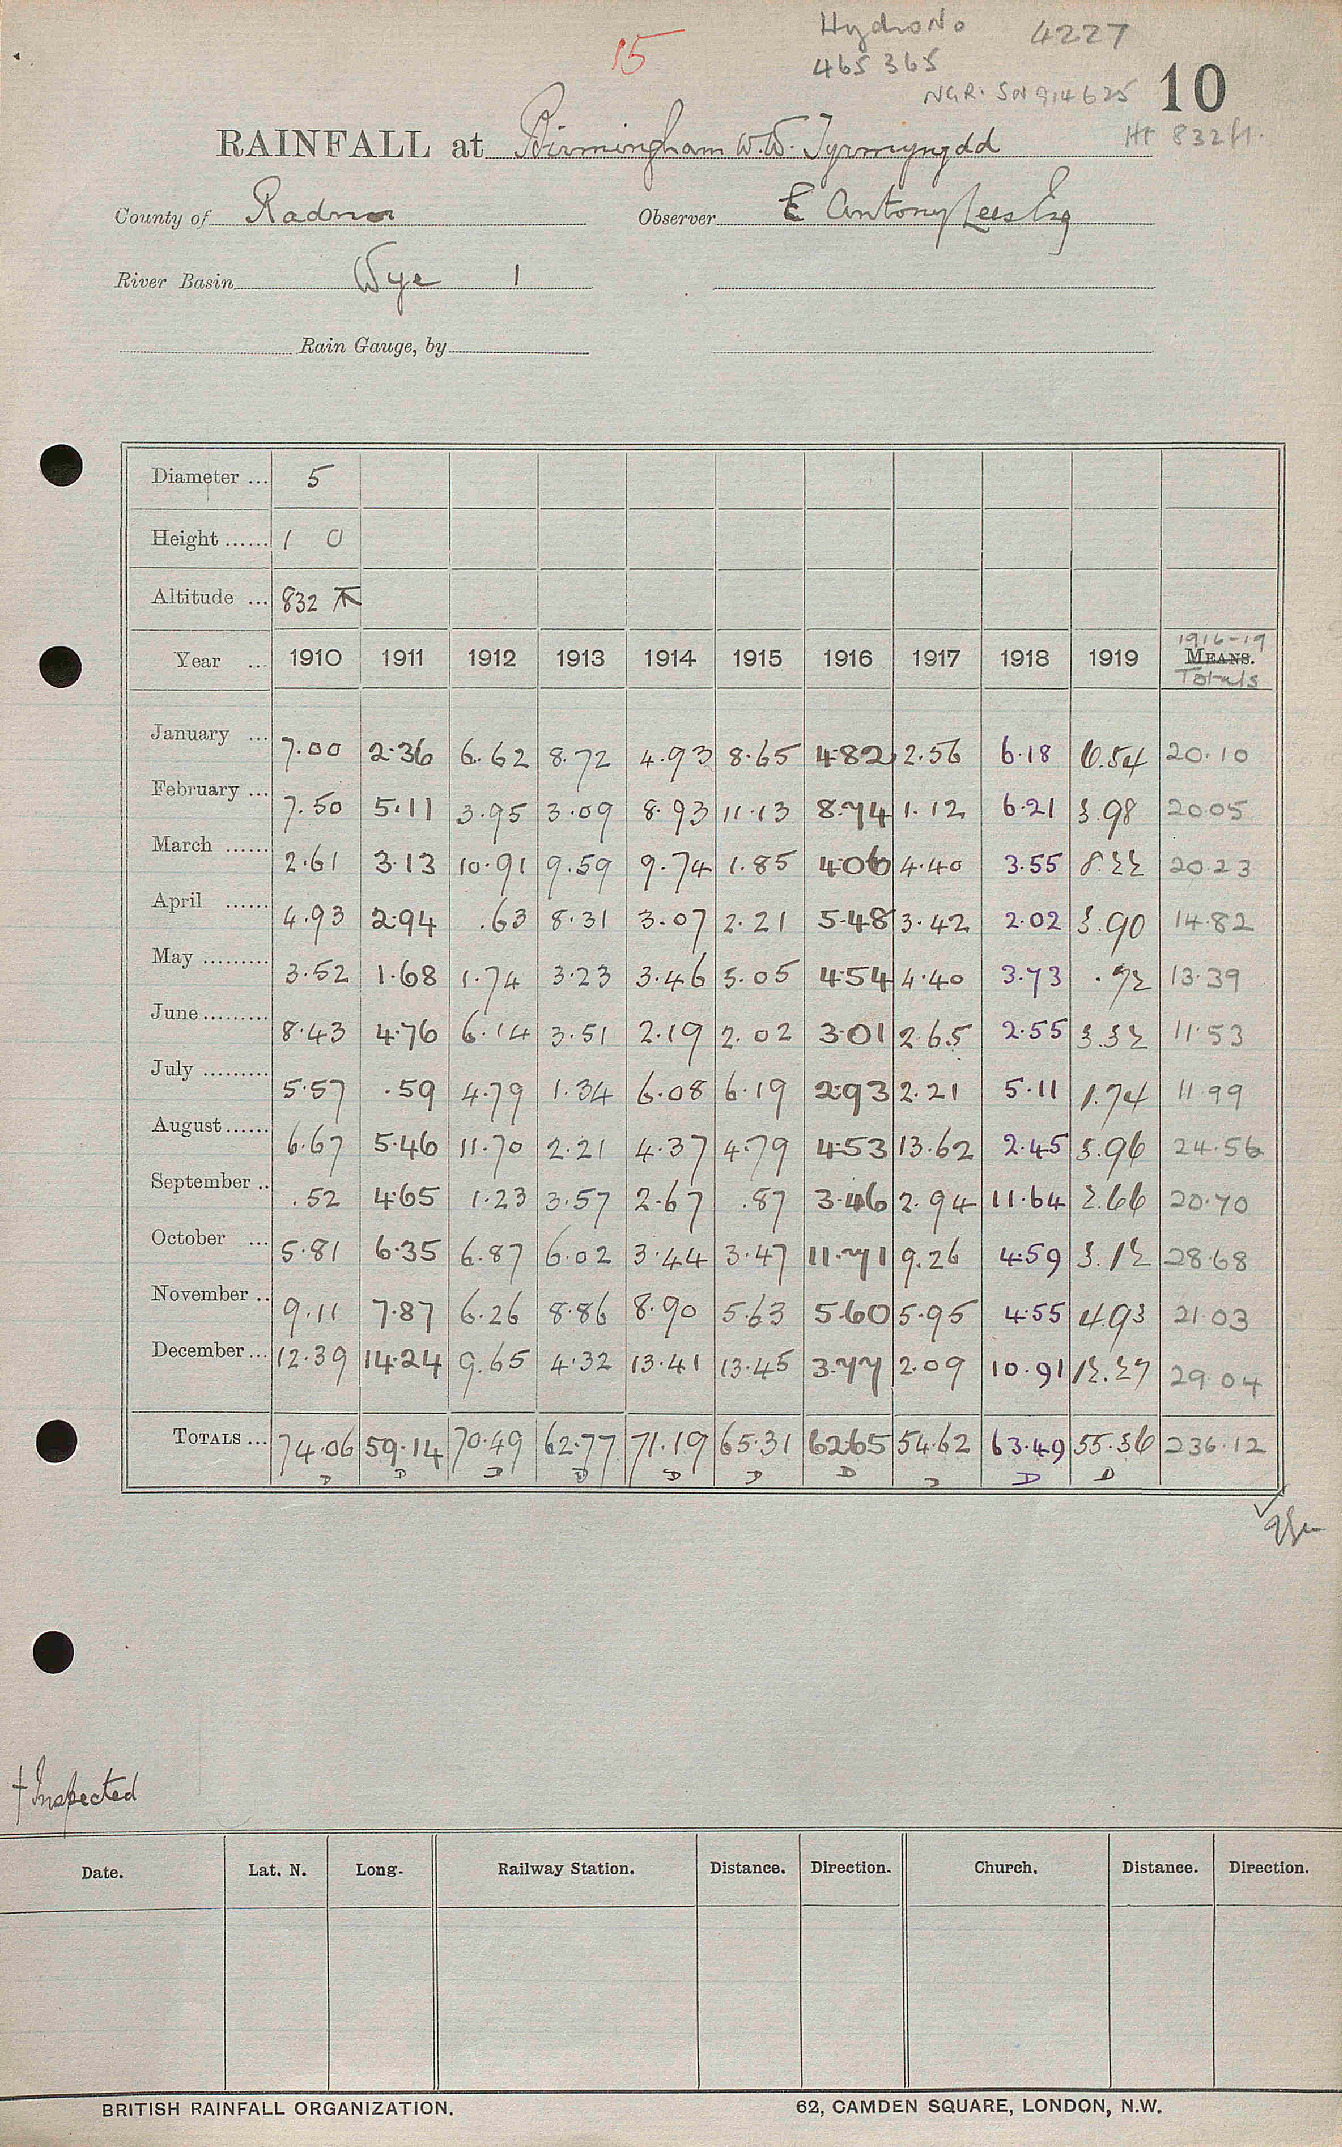 15
HydroNo 4227
465365
NGR. SN 914625
10
Ht 832ft.
RAINFALL at Birmingham W.W. Tyrmynydd
County of Radnor Observer E Antony Lees Esq
River Basin Wye 1
Rain Gauge, by
Diameter ... 5
Height ...... 1 0
Altitude ... 832
1916-19
Year ... 1910 1911 1912 1913 1914 1915 1916 1917 1918 1919 MEANS.
Totals
January ... 7.00 2.36 6.62 8.72 4.93 8.65 4.82 2.56 6.18 6.54 20.10
February ... 7.50 5.11 3.95 3.09 8.93 11.13 8.74 1.12 6.21 3.98 20.05
March ...... 2.61 3.13 10.91 9.59 9.74 1.85 4.06 4.40 3.55 8.22 20.23
April ...... 4.93 2.94 .63 8.31 3.07 2.21 5.48 3.42 2.02 3.90 14.82
May ......... 3.52 1.68 1.74 3.23 3.46 5.05 4.54 4.40 3.73 .72 13.39
June ......... 8.43 4.76 6.14 3.51 2.19 2.02 3.01 2.65 2.55 3.32 11.53
July ......... 5.57 .59 4.79 1.34 6.08 6.19 2.93 2.21 5.11 1.74 11.99
August ...... 6.67 5.46 11.70 2.21 4.37 4.79 4.53 13.62 2.45 3.96 24.56
September .. .52 4.65 1.23 3.57 2.67 .87 3.46 2.94 11.64 2.66 20.70
October ... 5.81 6.35 6.87 6.02 3.44 3.47 11.71 9.26 4.59 3.12 28.68
November .. 9.11 7.87 6.26 8.86 8.90 5.63 5.60 5.95 4.55 4.93 21.03
December ... 12.39 14.24 9.65 4.32 13.41 13.45 3.77 2.09 10.91 12.27 29.04
TOTALS ... 74.06 59.14 70.49 62.77 71.19 65.31 62.65 54.62 63.49 55.36 236.12
D D D D D D D D D D
† Inspected
Date. Lat. N. Long. Railway Station. Distance. Direction. Church. Distance. Direction.
BRITISH RAINFALL ORGANIZATION. 62, CAMDEN SQUARE, LONDON, N.W.